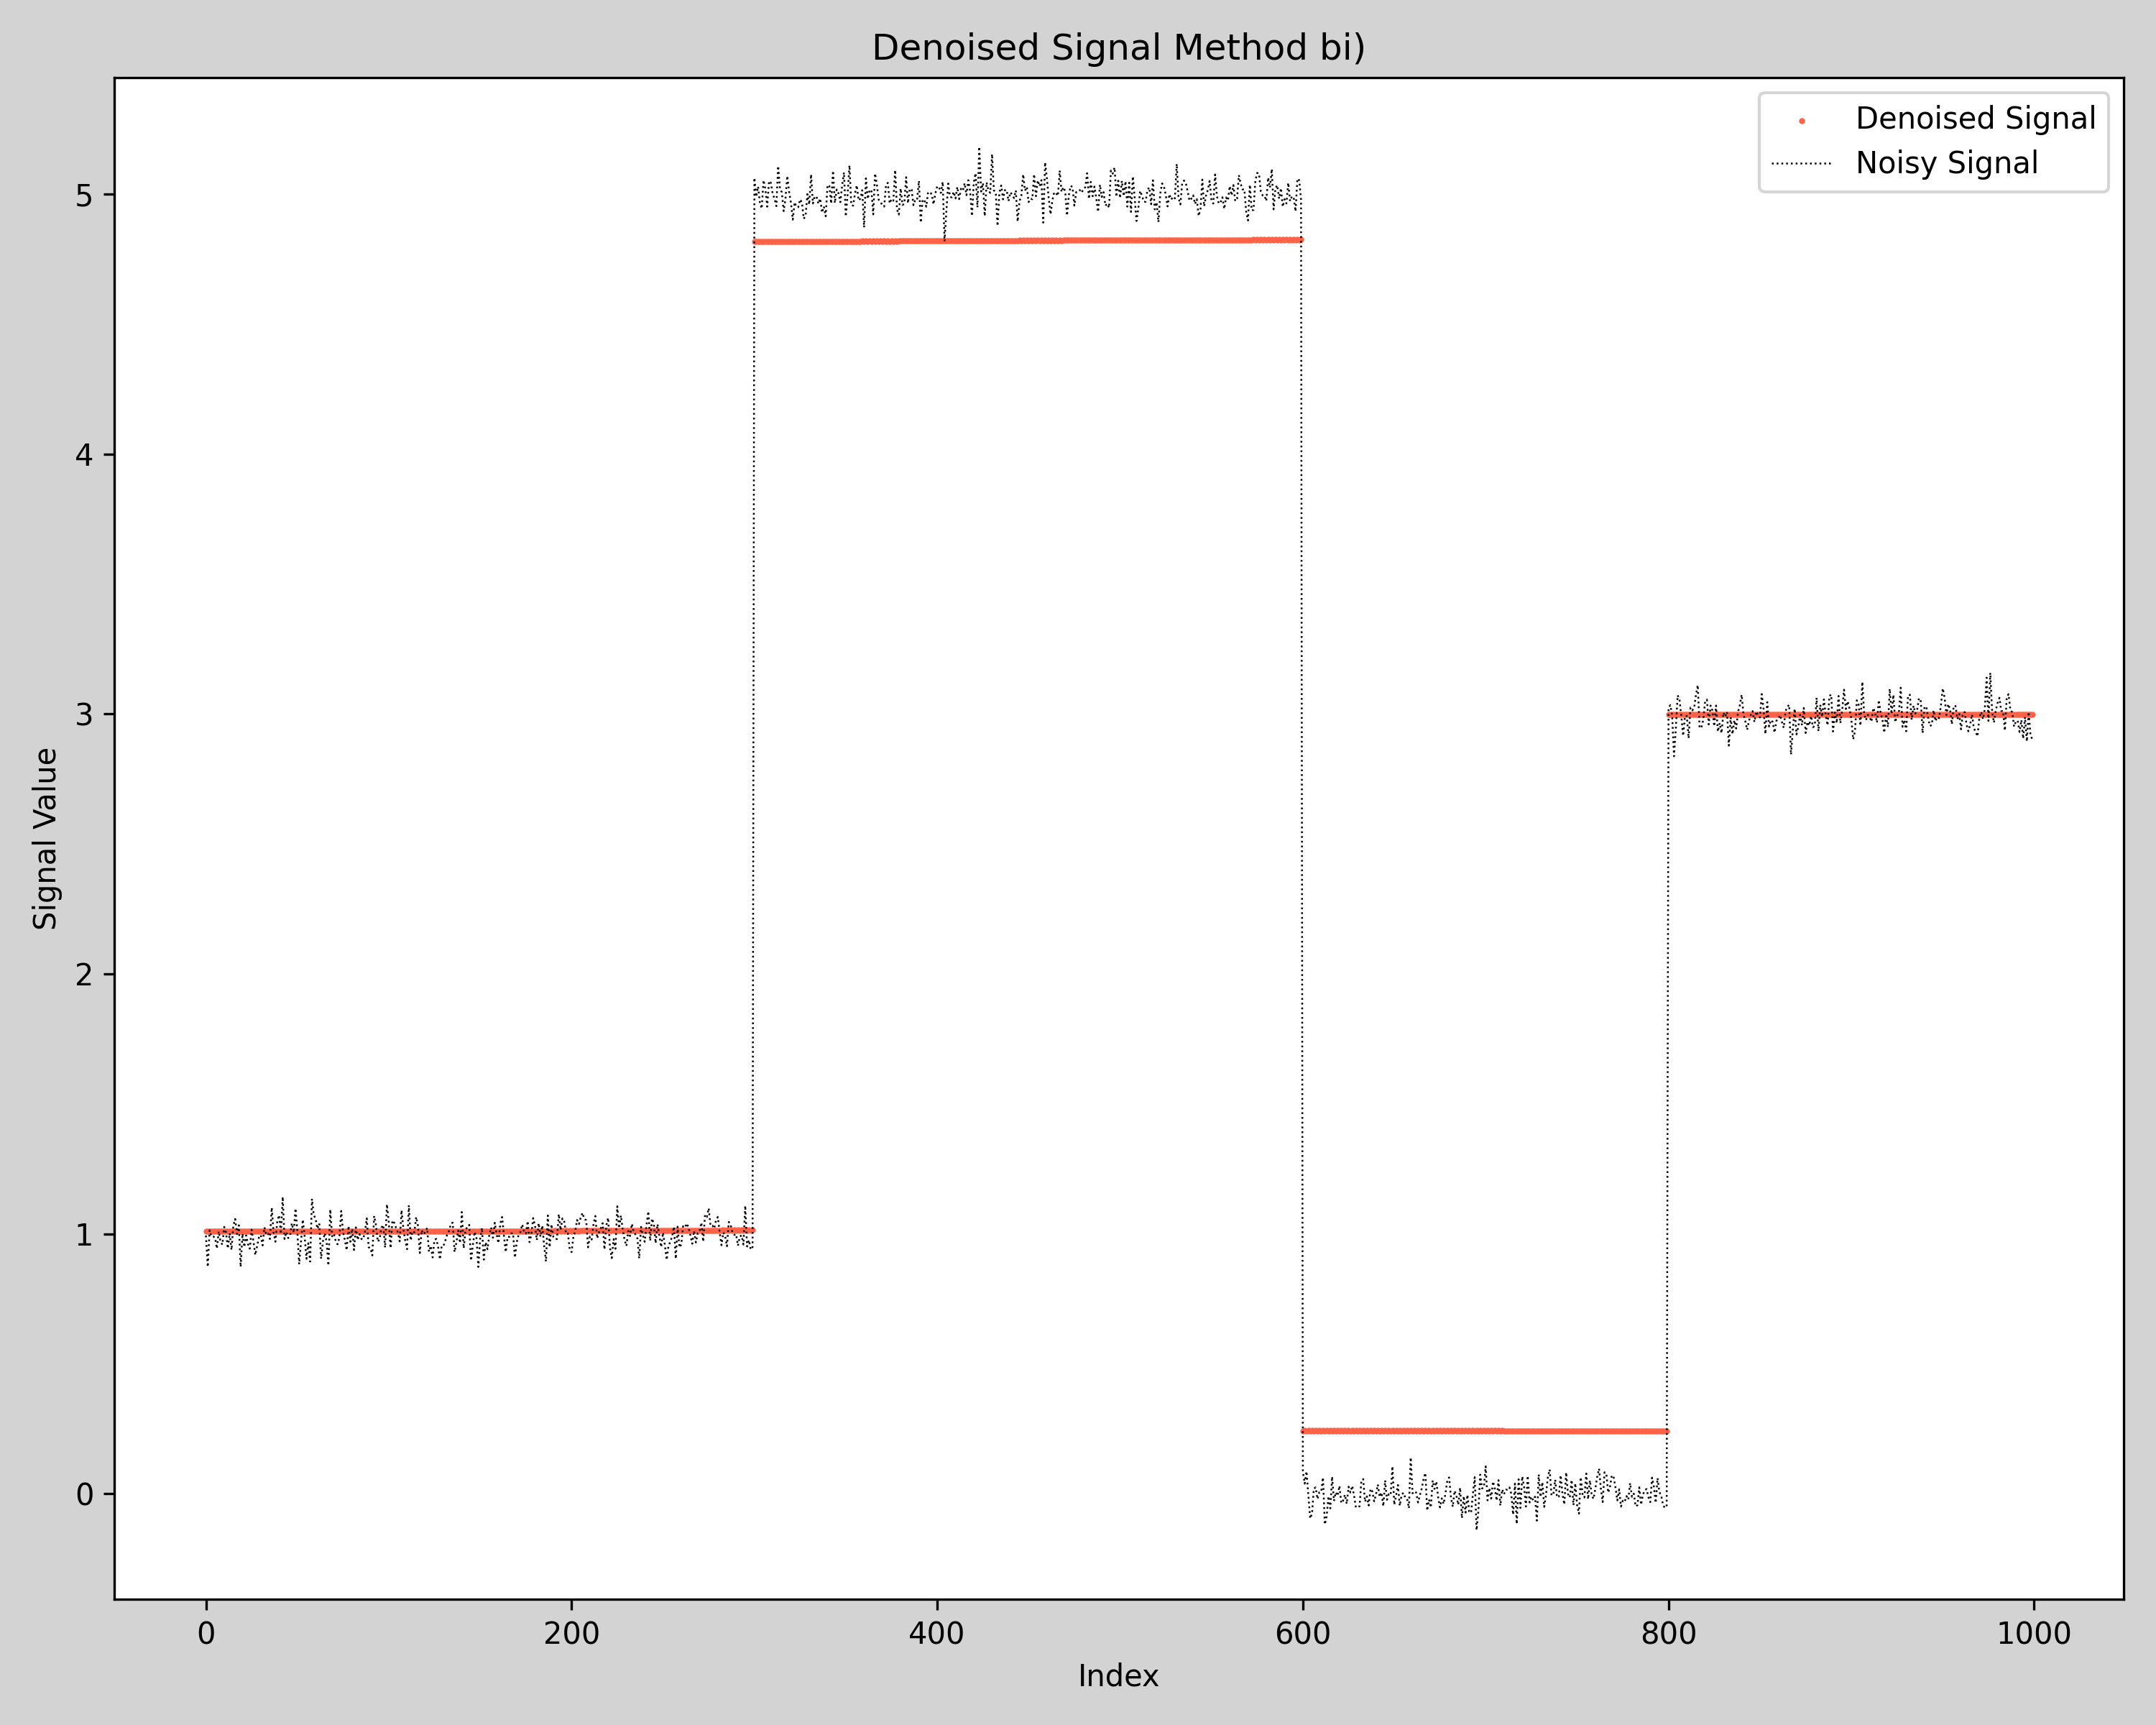 Denoised Signal Method bi)
Denoised Signal
Noisy Signal
5
4
3
2
1
0
Signal Value
0 200 400 600 800 1000
Index